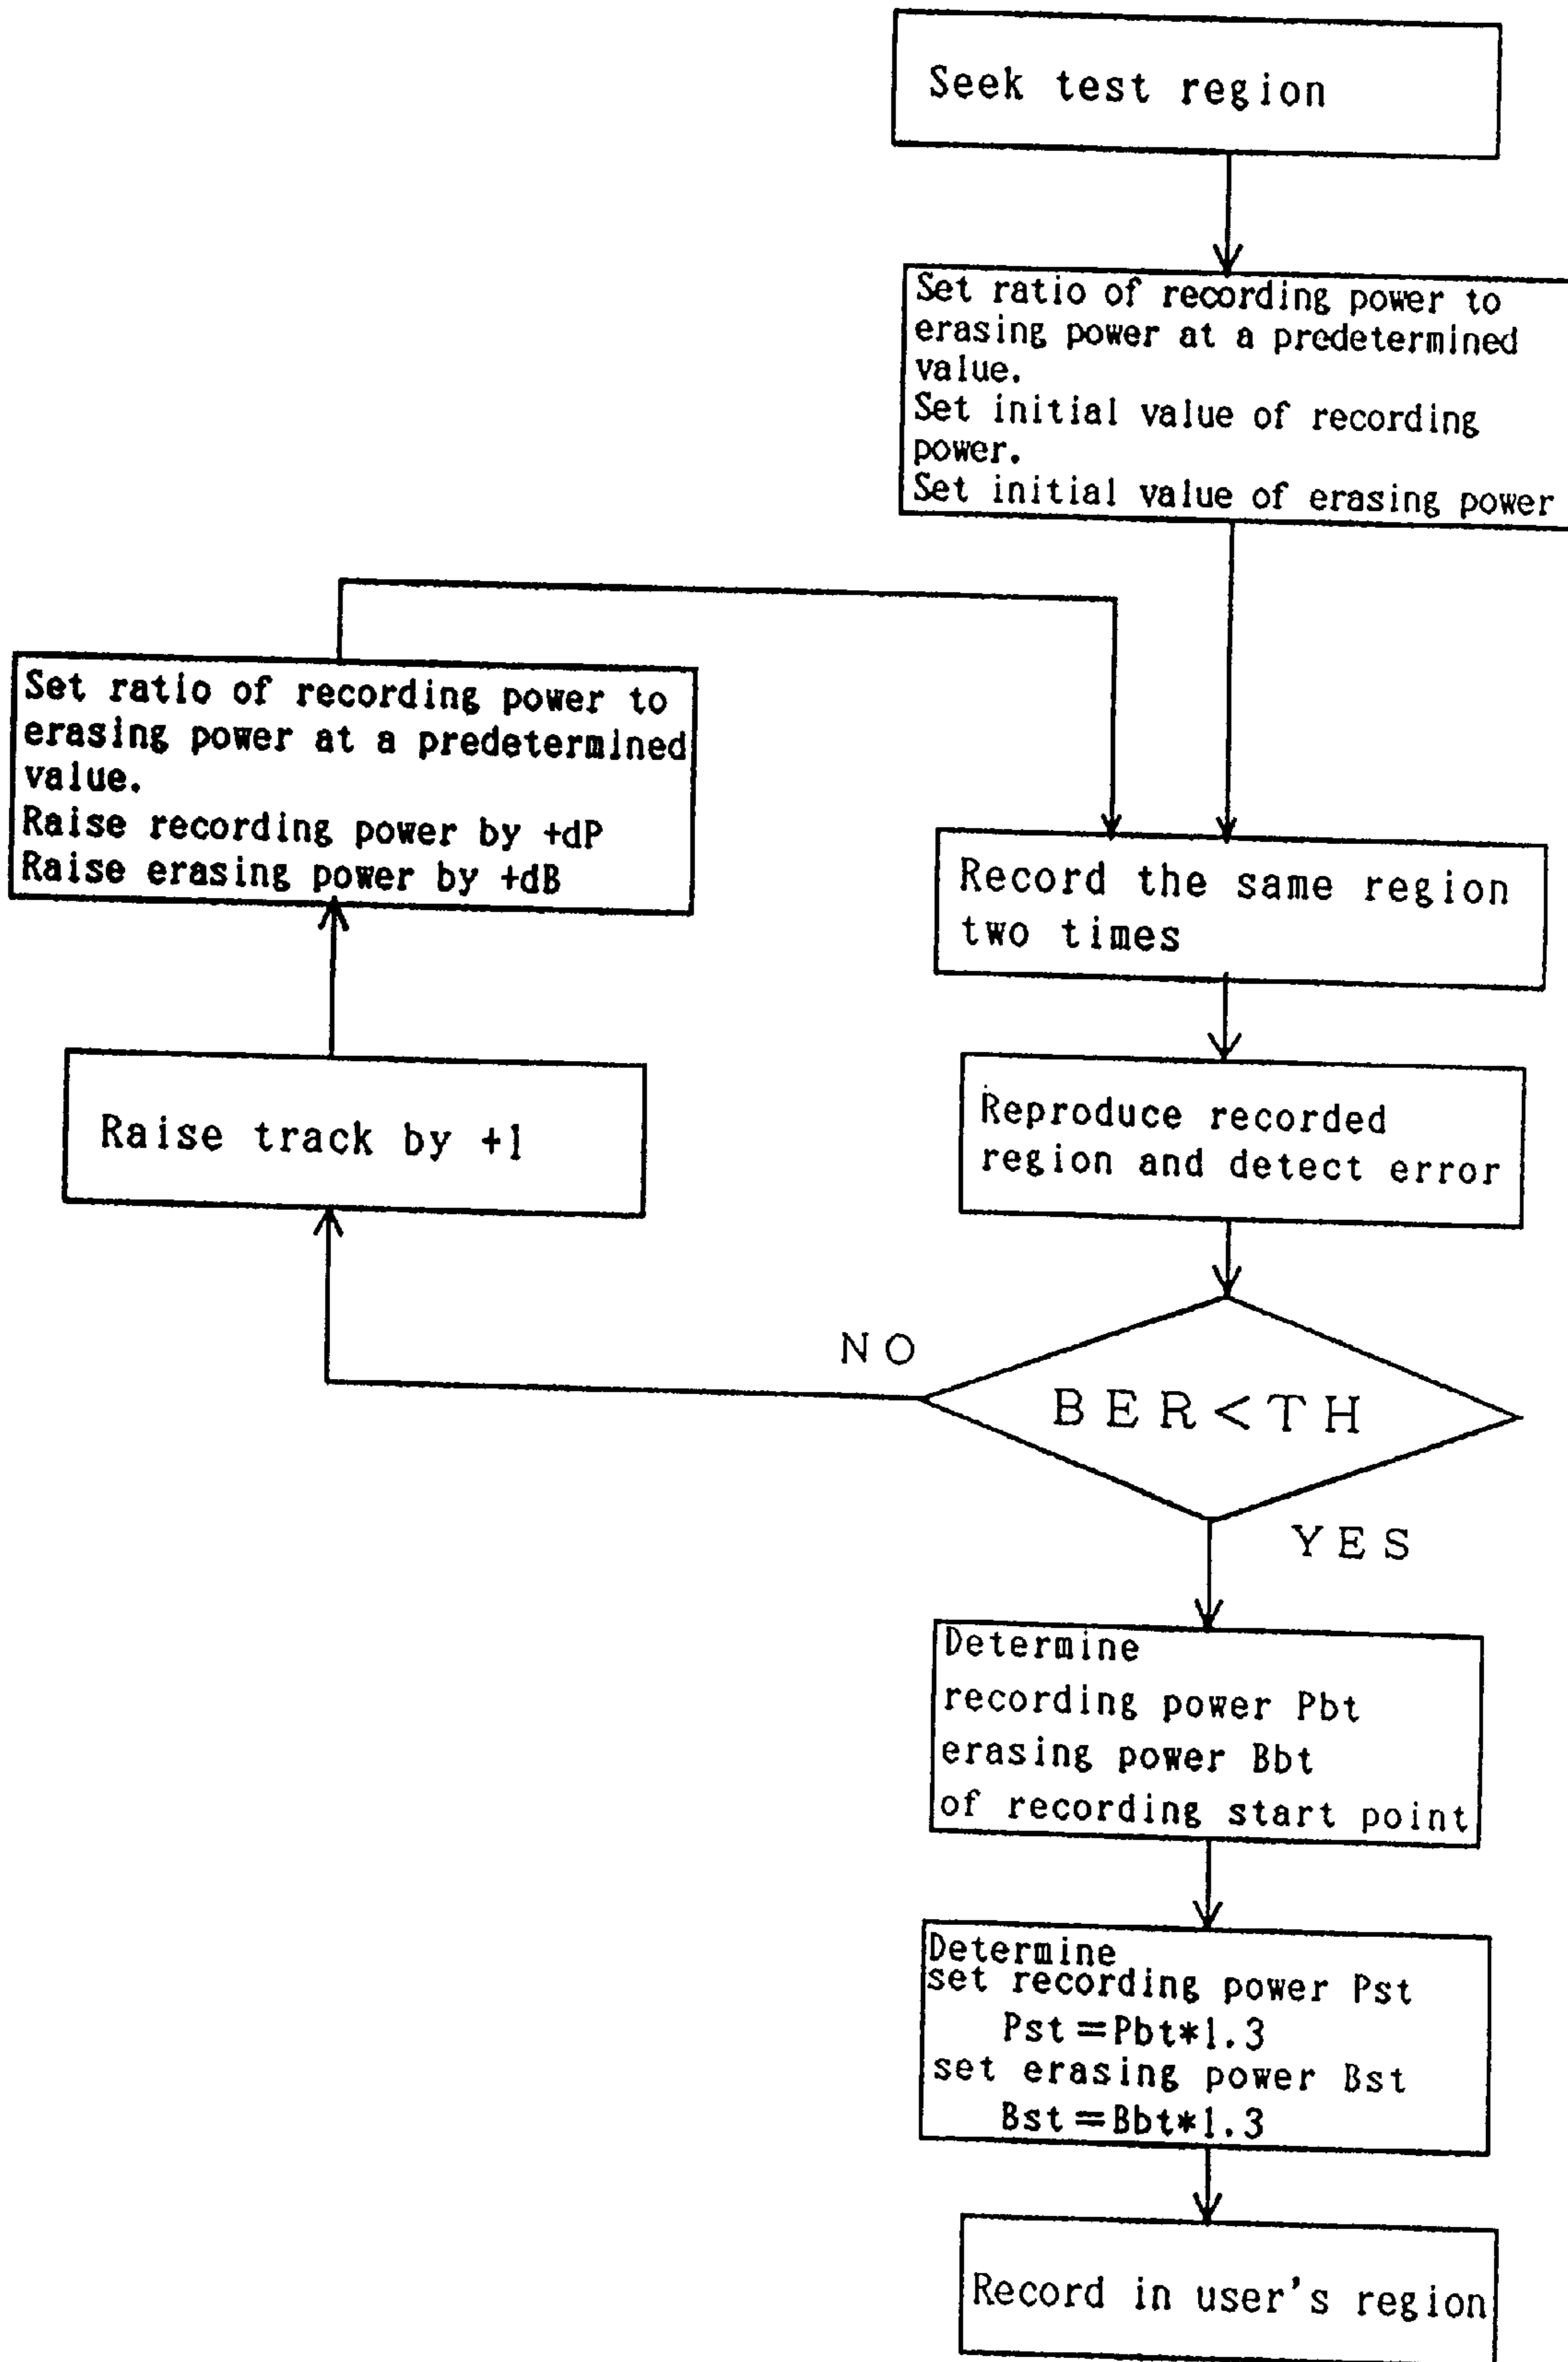 Seek test region
Set ratio of recording power to
erasing power at a predetermined
value.
Set initial value of recording
power.
Set initial value of erasing power
Set ratio of recording power to
erasing power at a predetermined
value.
Raise recording power by +dP
Raise erasing power by +dB
Record the same region
two times
Raise track by +1
Reproduce recorded
region and detect error
NO
BER<TH
YES
Determine
recording power Pbt
erasing power Bbt
of recording start point
Determine
set recording power Pst
Pst=Pbt*1.3
set erasing power Bst
Bst=Bbt*1.3
Record in user's region